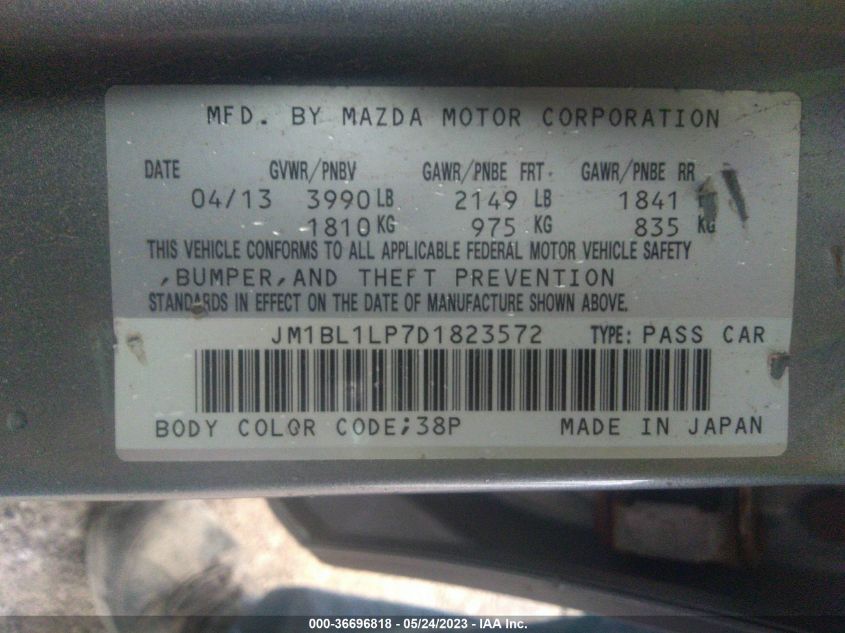 MFD. BY MAZDA MOTOR CORPORATION
DATE GVWR/PNBV GAWR/PNBE FRT. GAWR/PNBE RR
04/13 3990 LB 2149 LB 1841
1810 KG 975 KG 835 KG
THIS VEHICLE CONFORMS TO ALL APPLICABLE FEDERAL MOTOR VEHICLE SAFETY
,BUMPER,AND THEFT PREVENTION
STANDARDS IN EFFECT ON THE DATE OF MANUFACTURE SHOWN ABOVE.
JM1BL1LP7D1823572 TYPE: PASS CAR
BODY COLOR CODE;38P MADE IN JAPAN
000-36696818 - 05/24/2023 - IAA Inc.